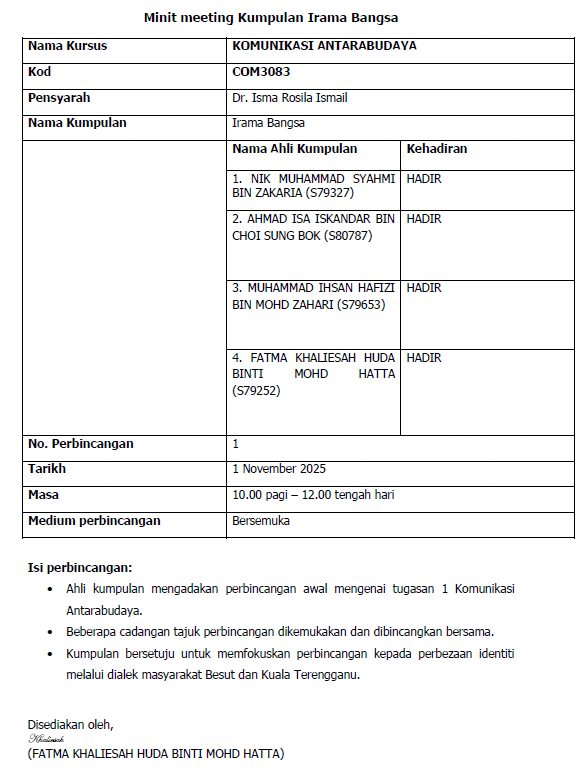 Minit meeting Kumpulan Irama Bangsa
Nama Kursus KOMUNIKASI ANTARABUDAYA
Kod COM3083
Pensyarah Dr. Isma Rosila Ismail
Nama Kumpulan Irama Bangsa
Nama Ahli Kumpulan Kehadiran
1. NIK MUHAMMAD SYAHMI HADIR
BIN ZAKARIA (S79327)
2. AHMAD ISA ISKANDAR BIN HADIR
CHOI SUNG BOK (S80787)
3. MUHAMMAD IHSAN HAFIZI HADIR
BIN MOHD ZAHARI (S79653)
4. FATMA KHALIESAH HUDA HADIR
BINTI MOHD HATTA
(S79252)
No. Perbincangan 1
Tarikh 1 November 2025
Masa 10.00 pagi – 12.00 tengah hari
Medium perbincangan Bersemuka
Isi perbincangan:
• Ahli kumpulan mengadakan perbincangan awal mengenai tugasan 1 Komunikasi
Antarabudaya.
• Beberapa cadangan tajuk perbincangan dikemukakan dan dibincangkan bersama.
• Kumpulan bersetuju untuk memfokuskan perbincangan kepada perbezaan identiti
melalui dialek masyarakat Besut dan Kuala Terengganu.
Disediakan oleh,
Khaliesah
(FATMA KHALIESAH HUDA BINTI MOHD HATTA)